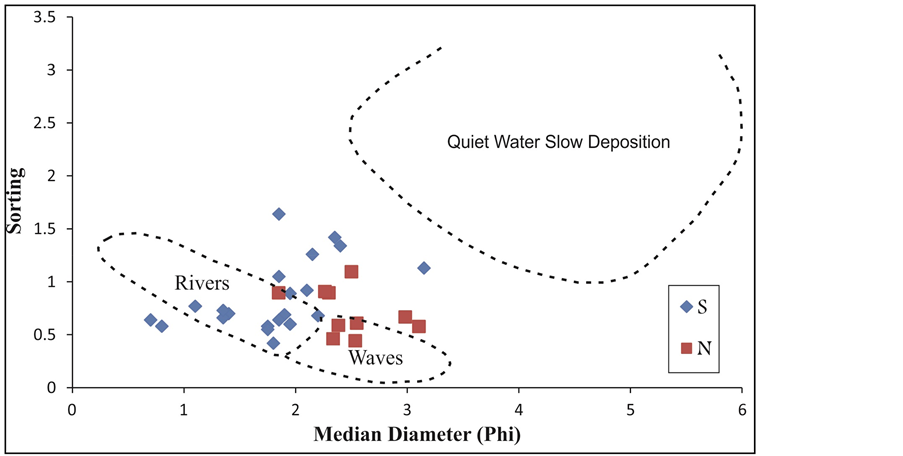 3.5
3
2.5
2
1.5
1
0.5
0
Sorting
Quiet Water Slow Deposition
Rivers
Waves
S
N
0 1 2 3 4 5 6
Median Diameter (Phi)